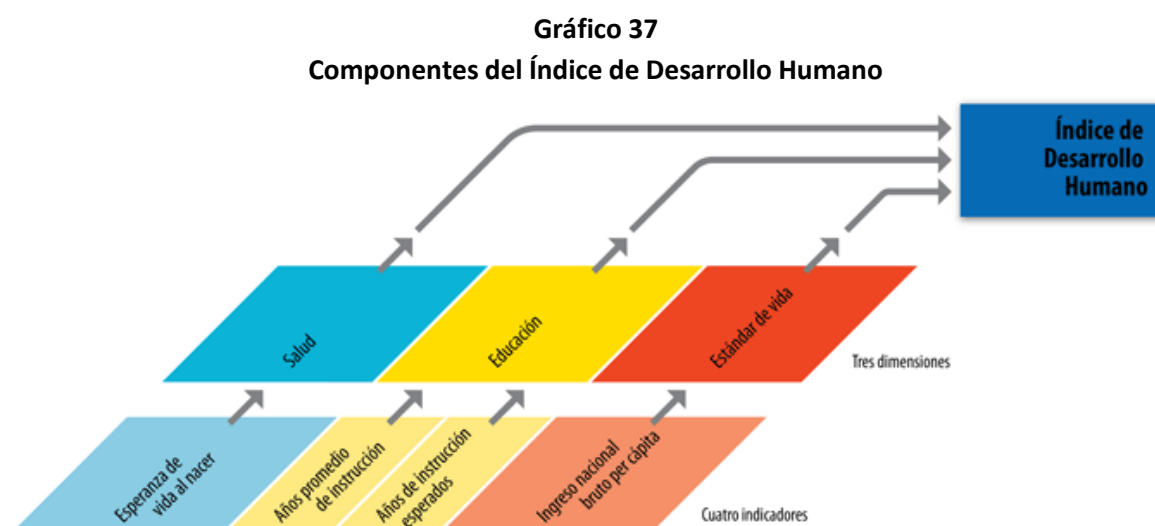 Gráfico 37
Componentes del Índice de Desarrollo Humano
Índice de
Desarrollo
Humano
Salud
Educación
Estándar de vida
Tres dimensiones
Esperanza de
vida al nacer
Años promedio
de instrucción
Años de instrucción
esperados
Ingreso nacional
bruto per cápita
Cuatro indicadores